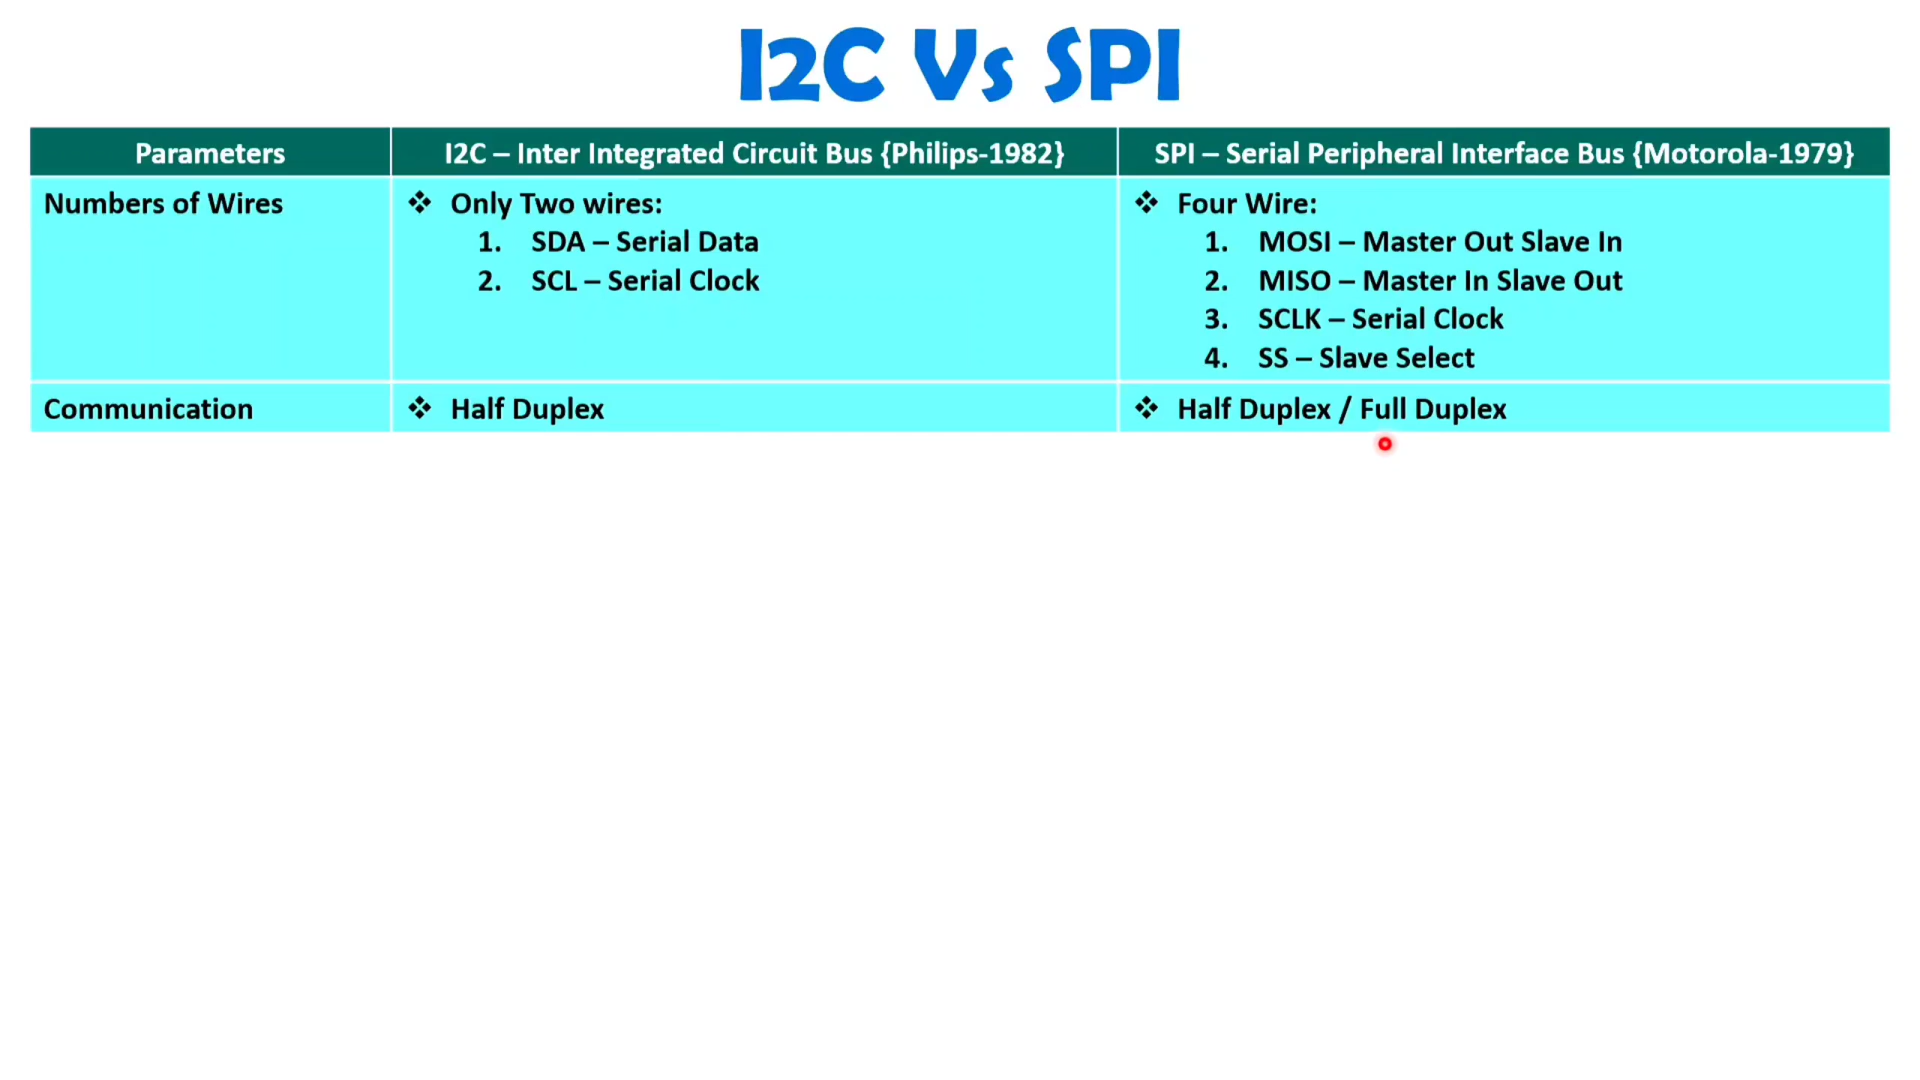 I2C Vs SPI
Parameters
I2C – Inter Integrated Circuit Bus {Philips-1982}
SPI – Serial Peripheral Interface Bus {Motorola-1979}
Numbers of Wires
❖ Only Two wires:
1. SDA – Serial Data
2. SCL – Serial Clock
❖ Four Wire:
1. MOSI – Master Out Slave In
2. MISO – Master In Slave Out
3. SCLK – Serial Clock
4. SS – Slave Select
Communication
❖ Half Duplex
❖ Half Duplex / Full Duplex